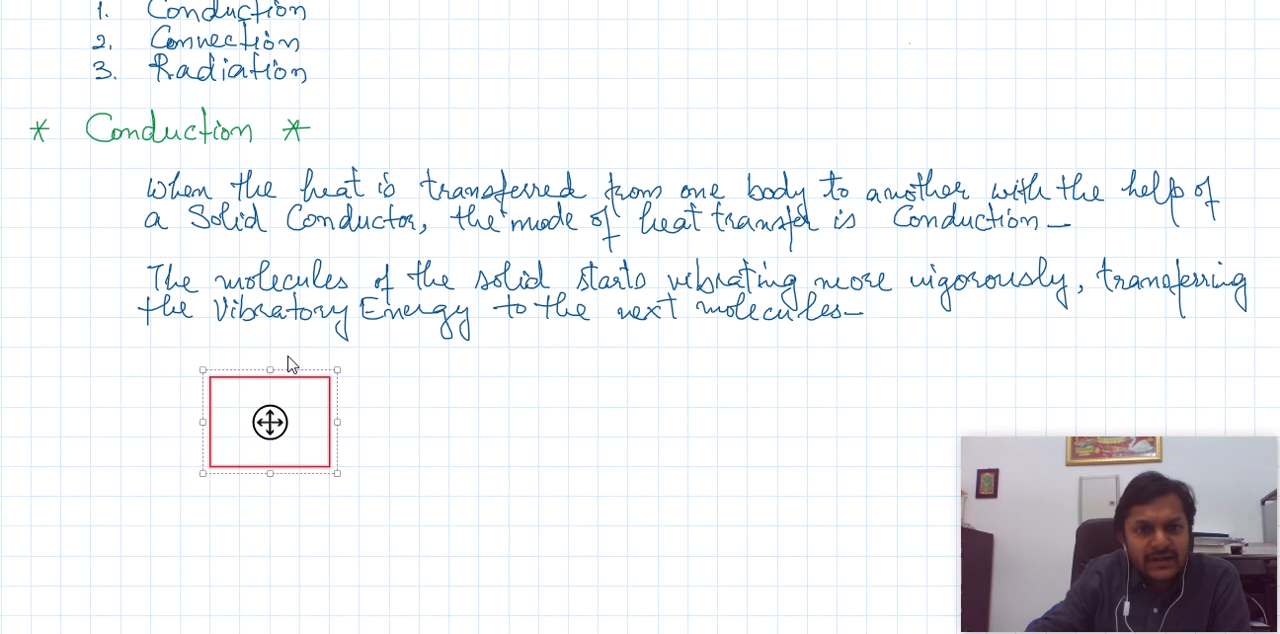 1. Conduction
2. Convection
3. Radiation
* Conduction *
When the heat is transferred from one body to another with the help of
a Solid Conductor, the mode of heat transfer is Conduction_
The molecules of the solid starts vibrating more vigorously, transferring
the Vibratory Energy to the next molecules_